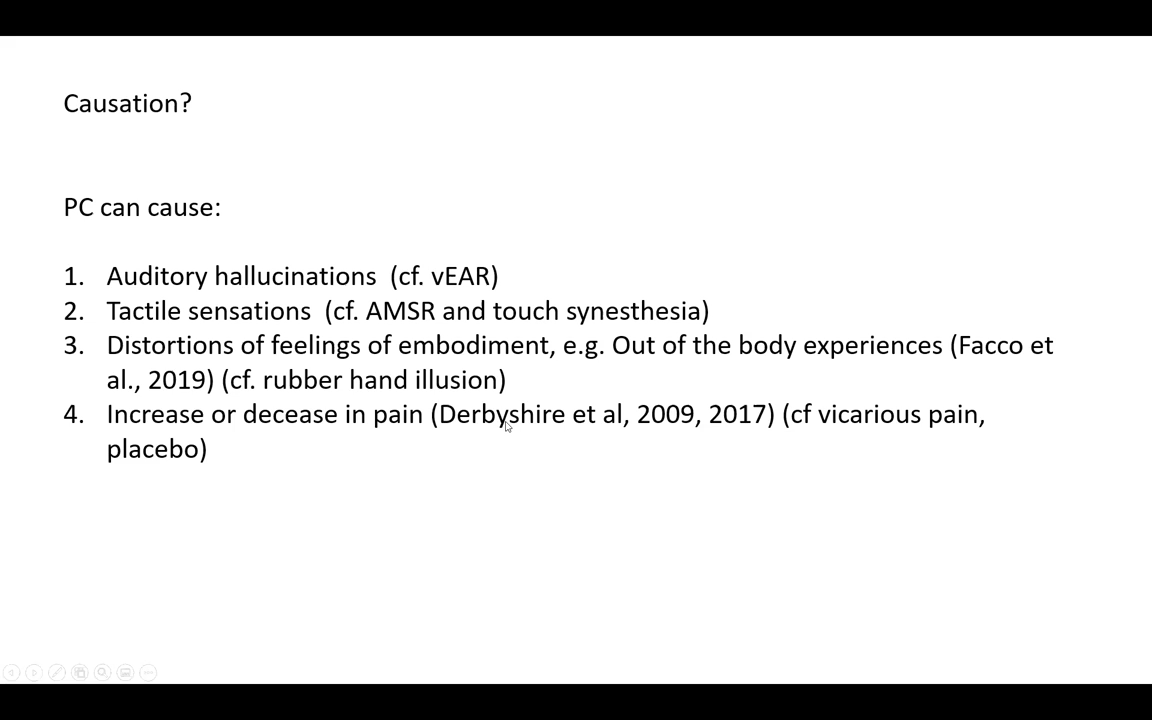 Causation?
PC can cause:
1. Auditory hallucinations (cf. vEAR)
2. Tactile sensations (cf. AMSR and touch synesthesia)
3. Distortions of feelings of embodiment, e.g. Out of the body experiences (Facco et
al., 2019) (cf. rubber hand illusion)
4. Increase or decease in pain (Derbyshire et al, 2009, 2017) (cf vicarious pain,
placebo)